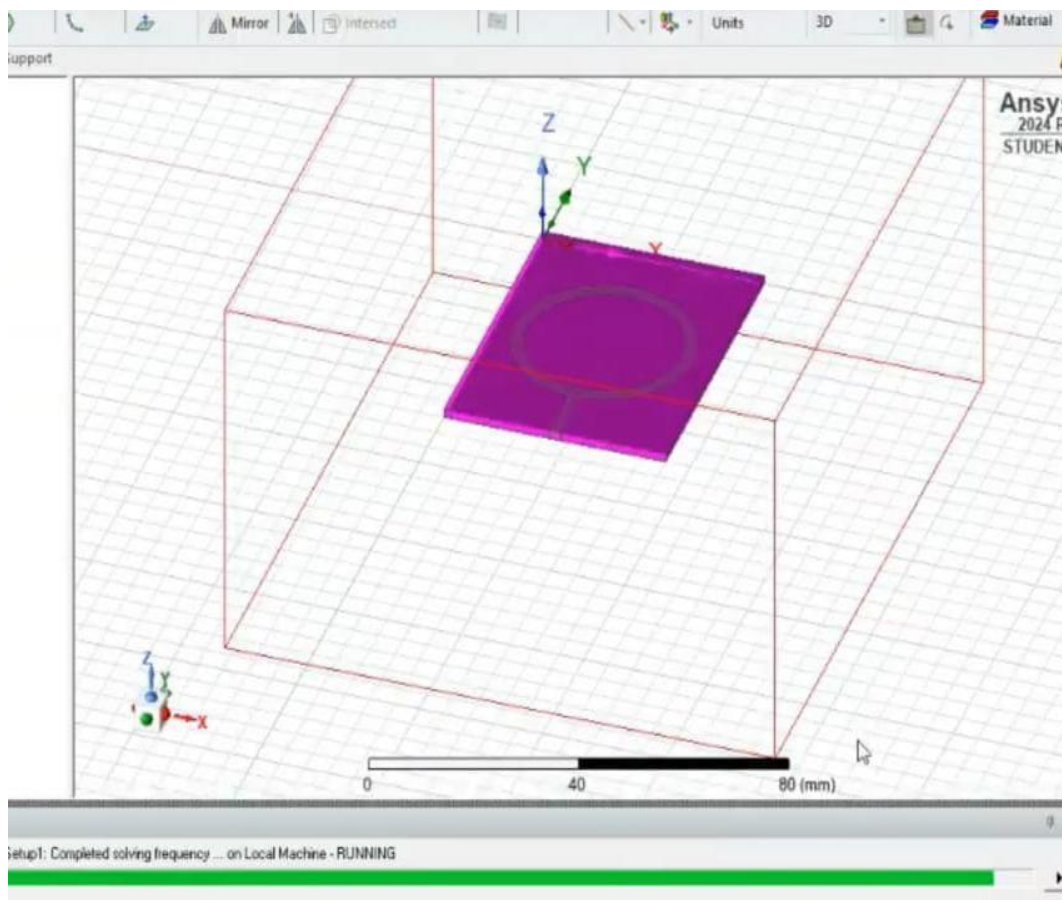 Mirror Intersect Units 3D Material
Support
Ansys
2024 R
STUDEN
Z
Y
X
Z
Y
X
0 40 80 (mm)
Setup1: Completed solving frequency ... on Local Machine - RUNNING